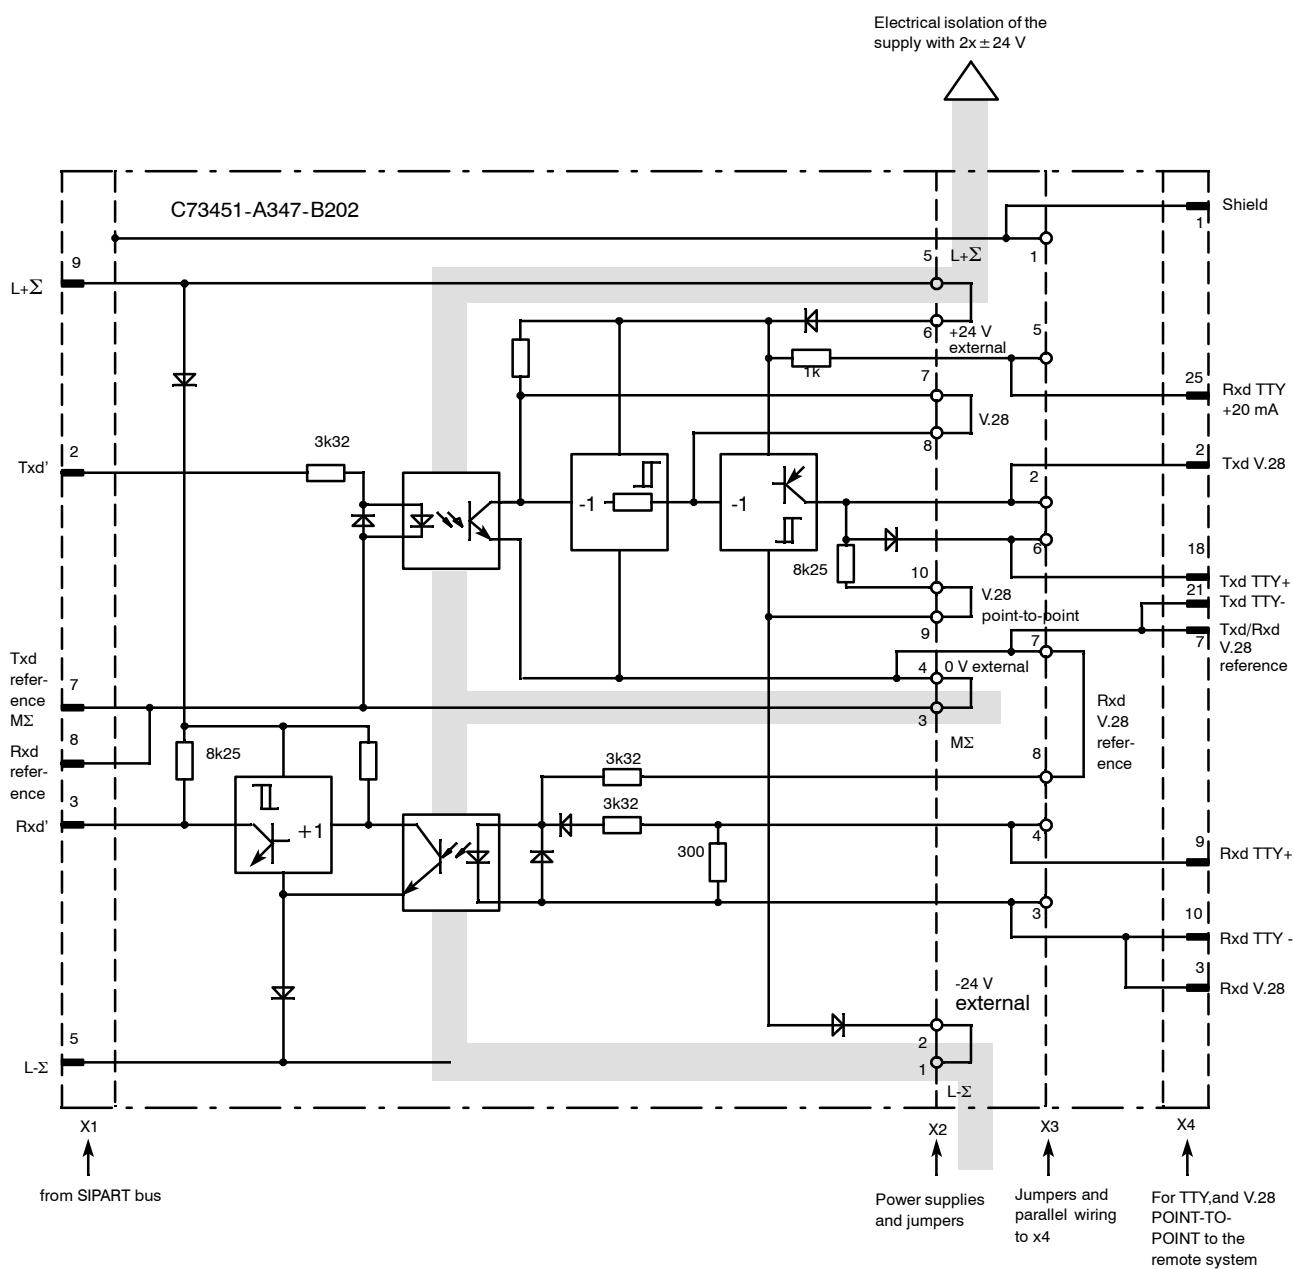 Electrical isolation of the
supply with 2x ± 24 V
C73451-A347-B202
Shield
1
1
9
L+Σ
5
L+Σ
6
+24 V
external
5
1k
25
Rxd TTY
+20 mA
7
V.28
8
2
Txd'
3k32
2
Txd V.28
2
-1
-1
6
18
Txd TTY+
8k25
10
V.28
point-to-point
9
21
Txd TTY-
Txd/Rxd
V.28
reference
7
7
4
0 V external
Txd
refer-
ence
MΣ
7
3
MΣ
Rxd
V.28
refer-
ence
8
Rxd
refer-
ence
8
8k25
3k32
3
Rxd'
+1
3k32
4
300
9
Rxd TTY+
3
10
Rxd TTY -
3
Rxd V.28
-24 V
external
2
5
L-Σ
1
L-Σ
X1
X2
X3
X4
from SIPART bus
Power supplies
and jumpers
Jumpers and
parallel wiring
to x4
For TTY,and V.28
POINT-TO-
POINT to the
remote system